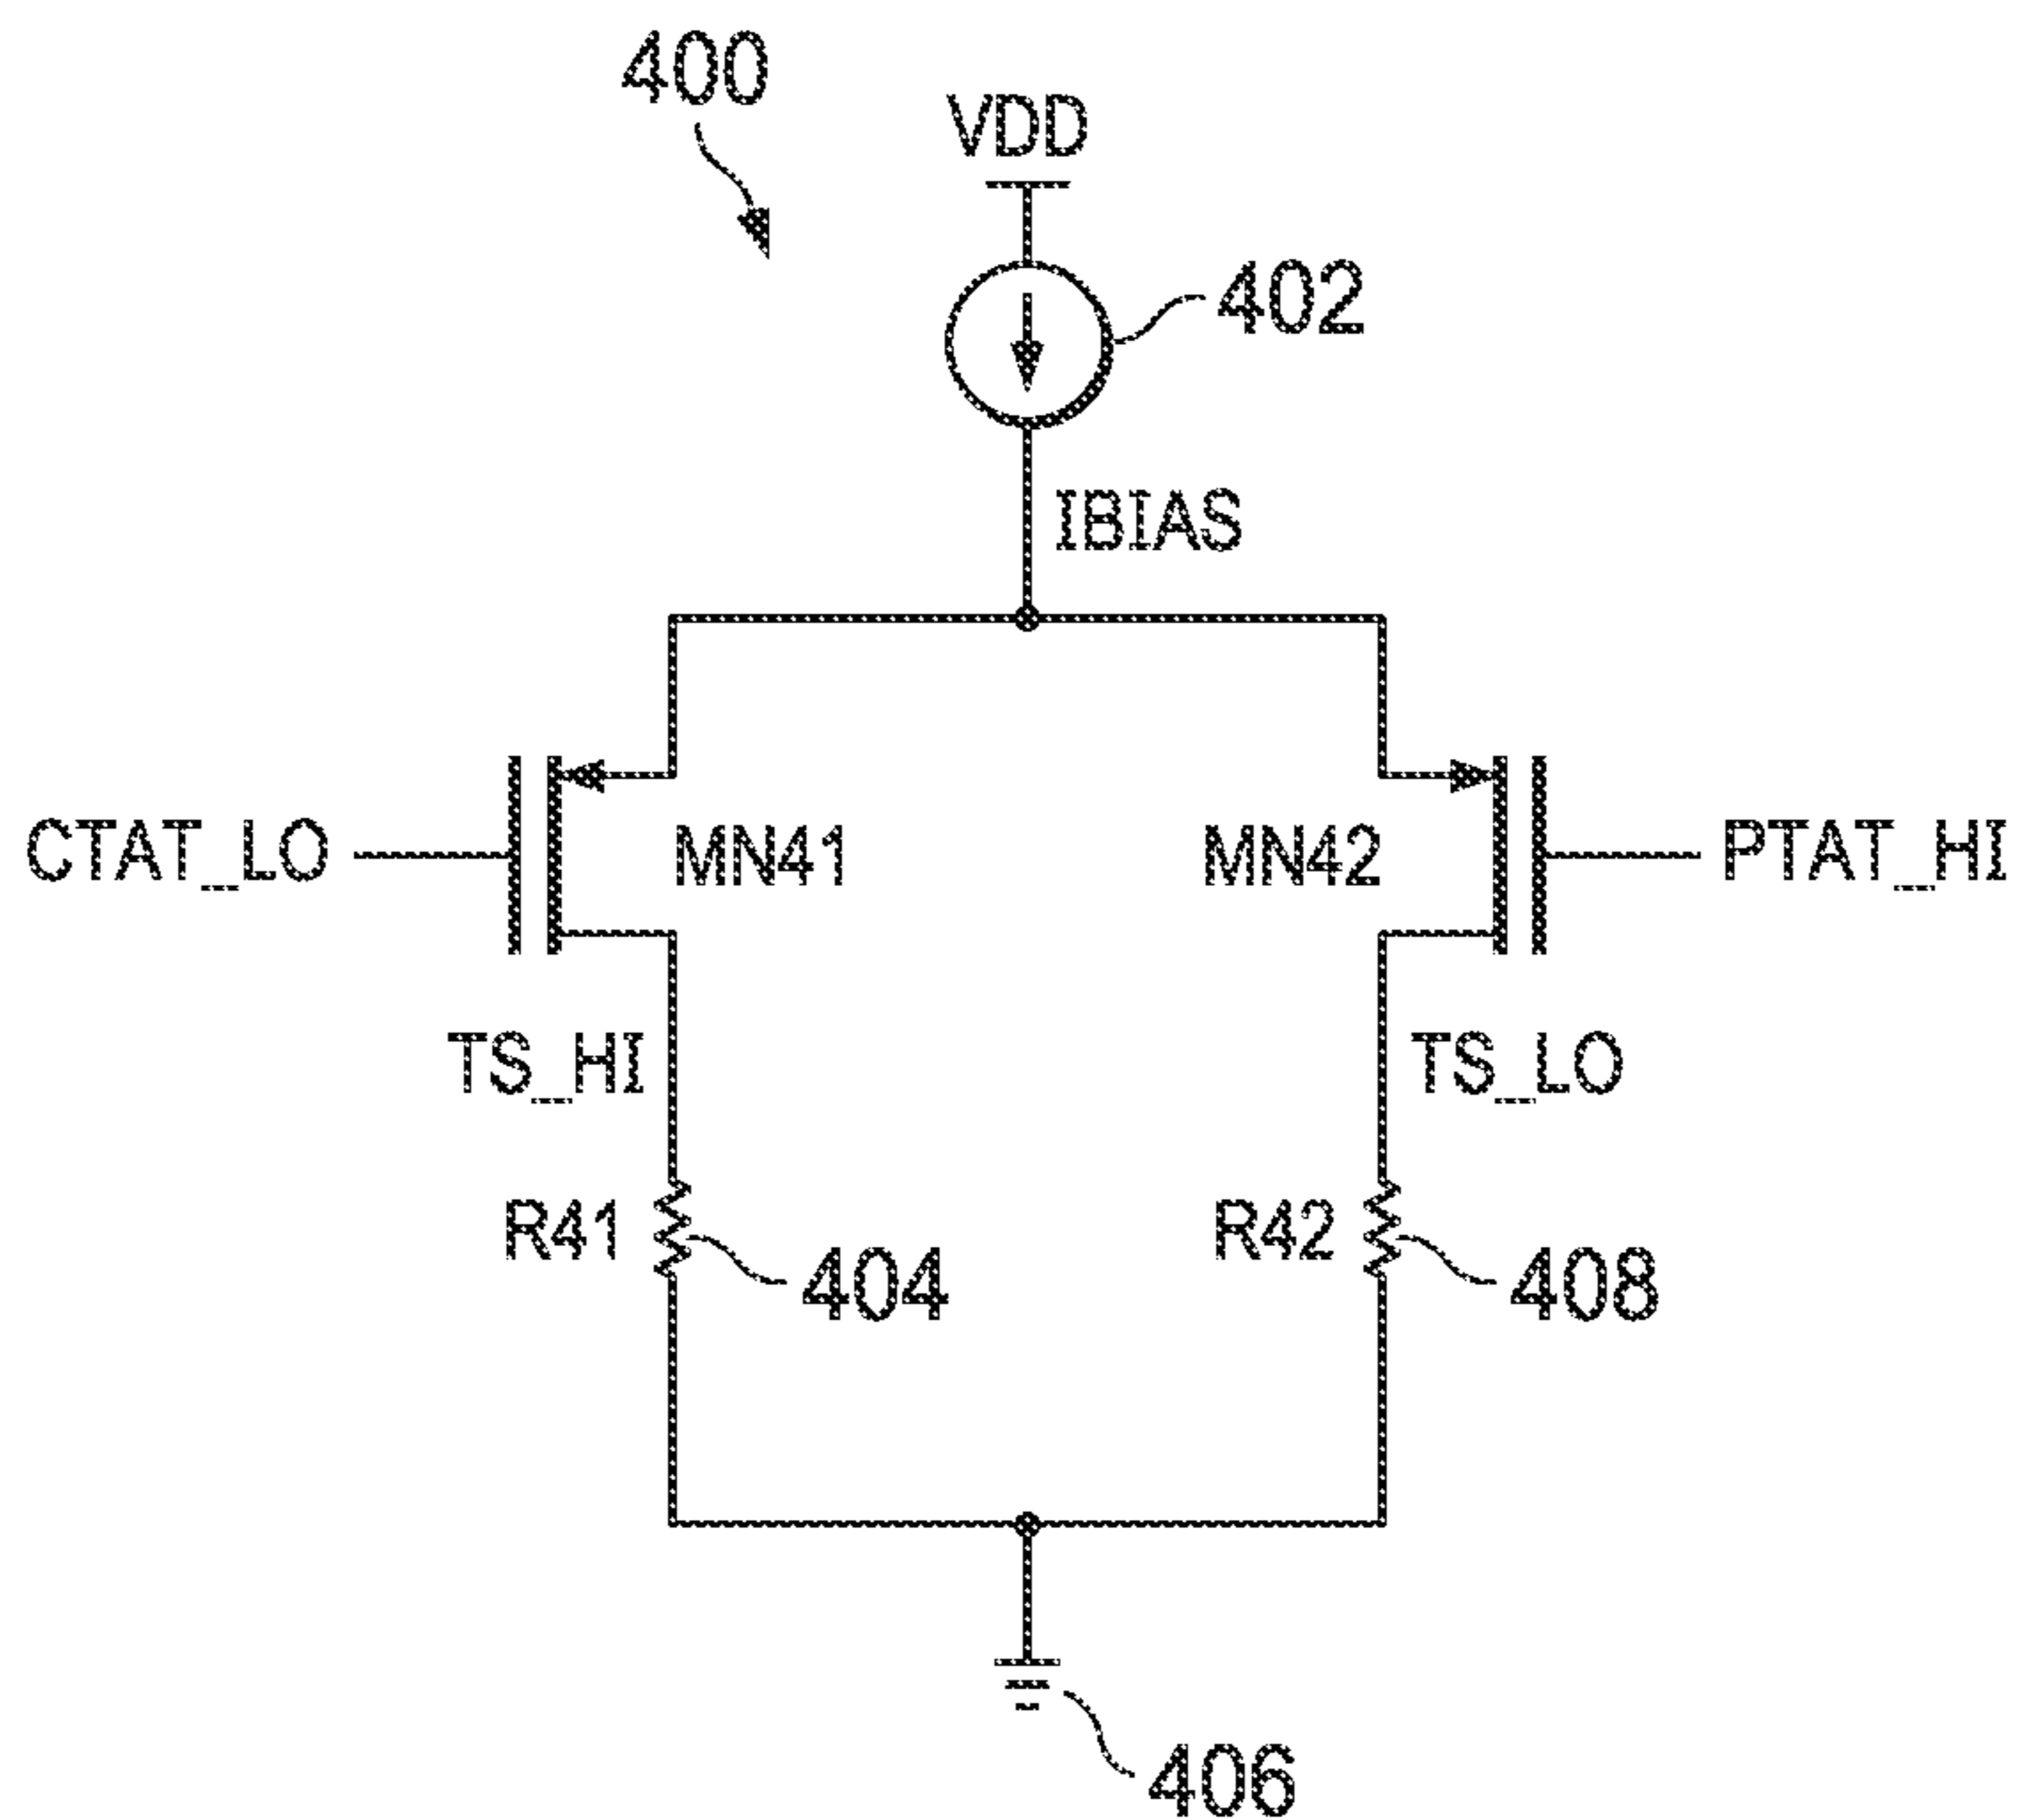 400
VDD
402
IBIAS
CTAT_LO
MN41
MN42
PTAT_HI
TS_HI
TS_LO
R41
404
R42
408
406